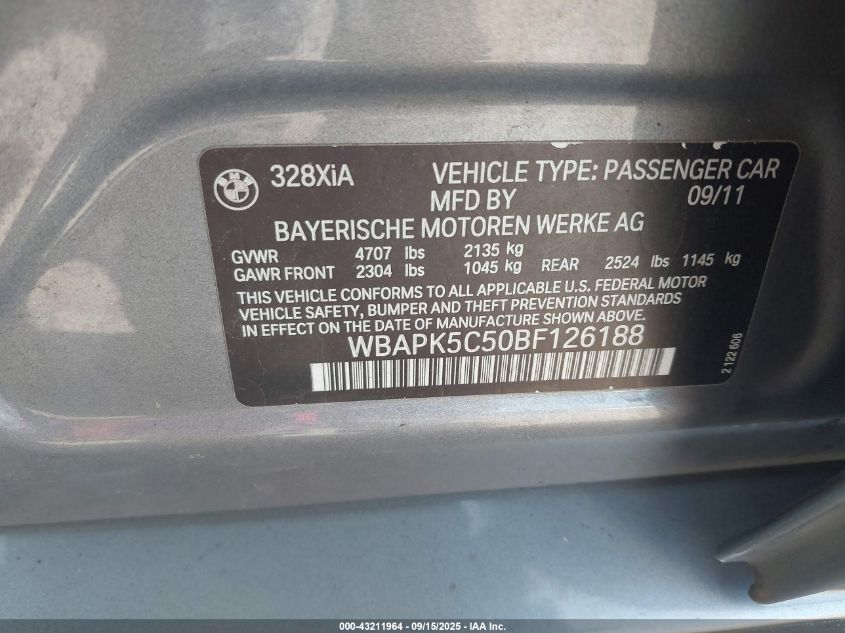 BMW
328XiA VEHICLE TYPE: PASSENGER CAR
MFD BY 09/11
BAYERISCHE MOTOREN WERKE AG
GVWR 4707 lbs 2135 kg
GAWR FRONT 2304 lbs 1045 kg REAR 2524 lbs 1145 kg
THIS VEHICLE CONFORMS TO ALL APPLICABLE U.S. FEDERAL MOTOR
VEHICLE SAFETY, BUMPER AND THEFT PREVENTION STANDARDS
IN EFFECT ON THE DATE OF MANUFACTURE SHOWN ABOVE.
WBAPK5C50BF126188
2 122 606
000-43211964 - 09/15/2025 - IAA Inc.